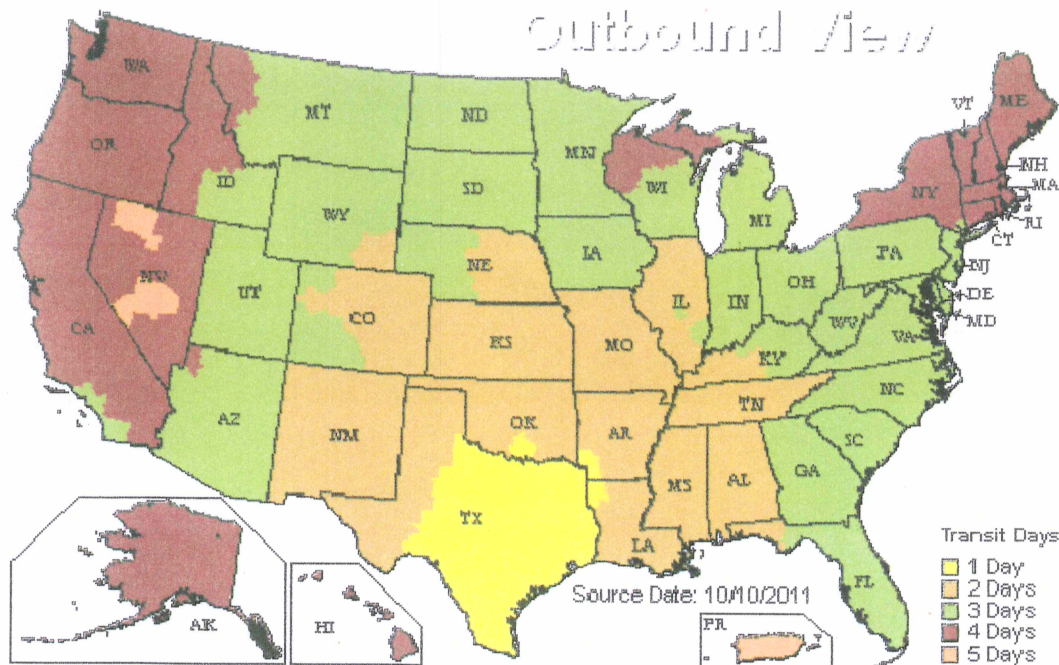 Outbound View
WA
MT
ND
MN
VT
ME
OR
ID
SD
WI
NH
MA
NY
WY
MI
RI
CT
IA
PA
NE
NJ
NV
UT
OH
IL
IN
DE
CA
CO
WV
MD
KS
MO
VA
KY
NC
TN
AZ
OK
NM
AR
SC
MS
AL
GA
TX
LA
FL
AK
HI
PR
Source Date: 10/10/2011
Transit Days
1 Day
2 Days
3 Days
4 Days
5 Days